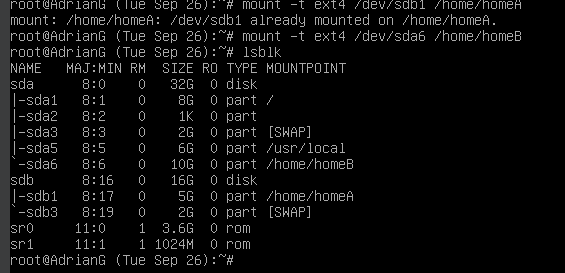 root@AdrianG (Tue Sep 26):~# mount -t ext4 /dev/sdb1 /home/homeA
mount: /home/homeA: /dev/sdb1 already mounted on /home/homeA.
root@AdrianG (Tue Sep 26):~# mount -t ext4 /dev/sda6 /home/homeB
root@AdrianG (Tue Sep 26):~# lsblk
NAME   MAJ:MIN RM  SIZE RO TYPE MOUNTPOINT
sda      8:0    0   32G  0 disk
|-sda1   8:1    0    8G  0 part /
|-sda2   8:2    0    1K  0 part
|-sda3   8:3    0    2G  0 part [SWAP]
|-sda5   8:5    0    6G  0 part /usr/local
`-sda6   8:6    0   10G  0 part /home/homeB
sdb      8:16   0   16G  0 disk
|-sdb1   8:17   0    5G  0 part /home/homeA
`-sdb3   8:19   0    2G  0 part [SWAP]
sr0     11:0    1  3.6G  0 rom
sr1     11:1    1 1024M  0 rom
root@AdrianG (Tue Sep 26):~#